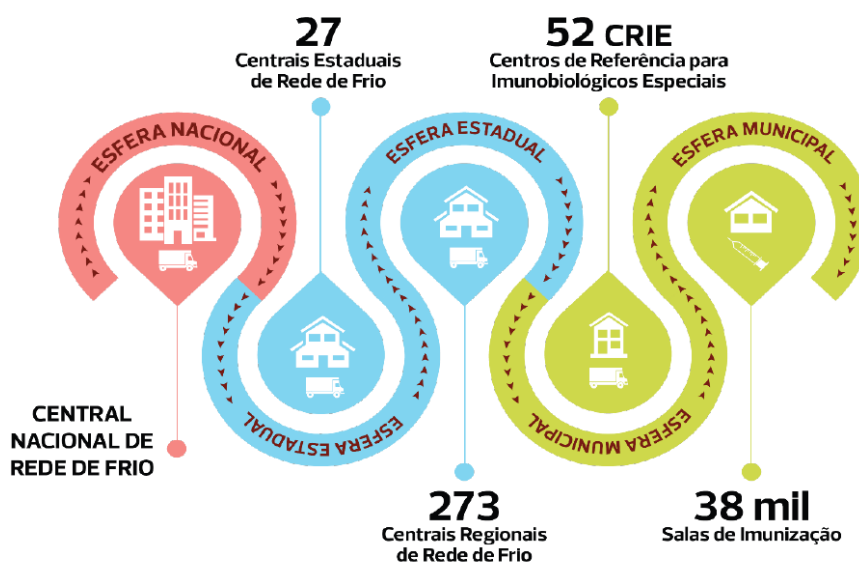 27
Centrais Estaduais
de Rede de Frio
52 CRIE
Centros de Referência para
Imunobiológicos Especiais
ESFERA NACIONAL
ESFERA ESTADUAL
ESFERA MUNICIPAL
ESFERA ESTADUAL
ESFERA MUNICIPAL
CENTRAL
NACIONAL DE
REDE DE FRIO
273
Centrais Regionais
de Rede de Frio
38 mil
Salas de Imunização